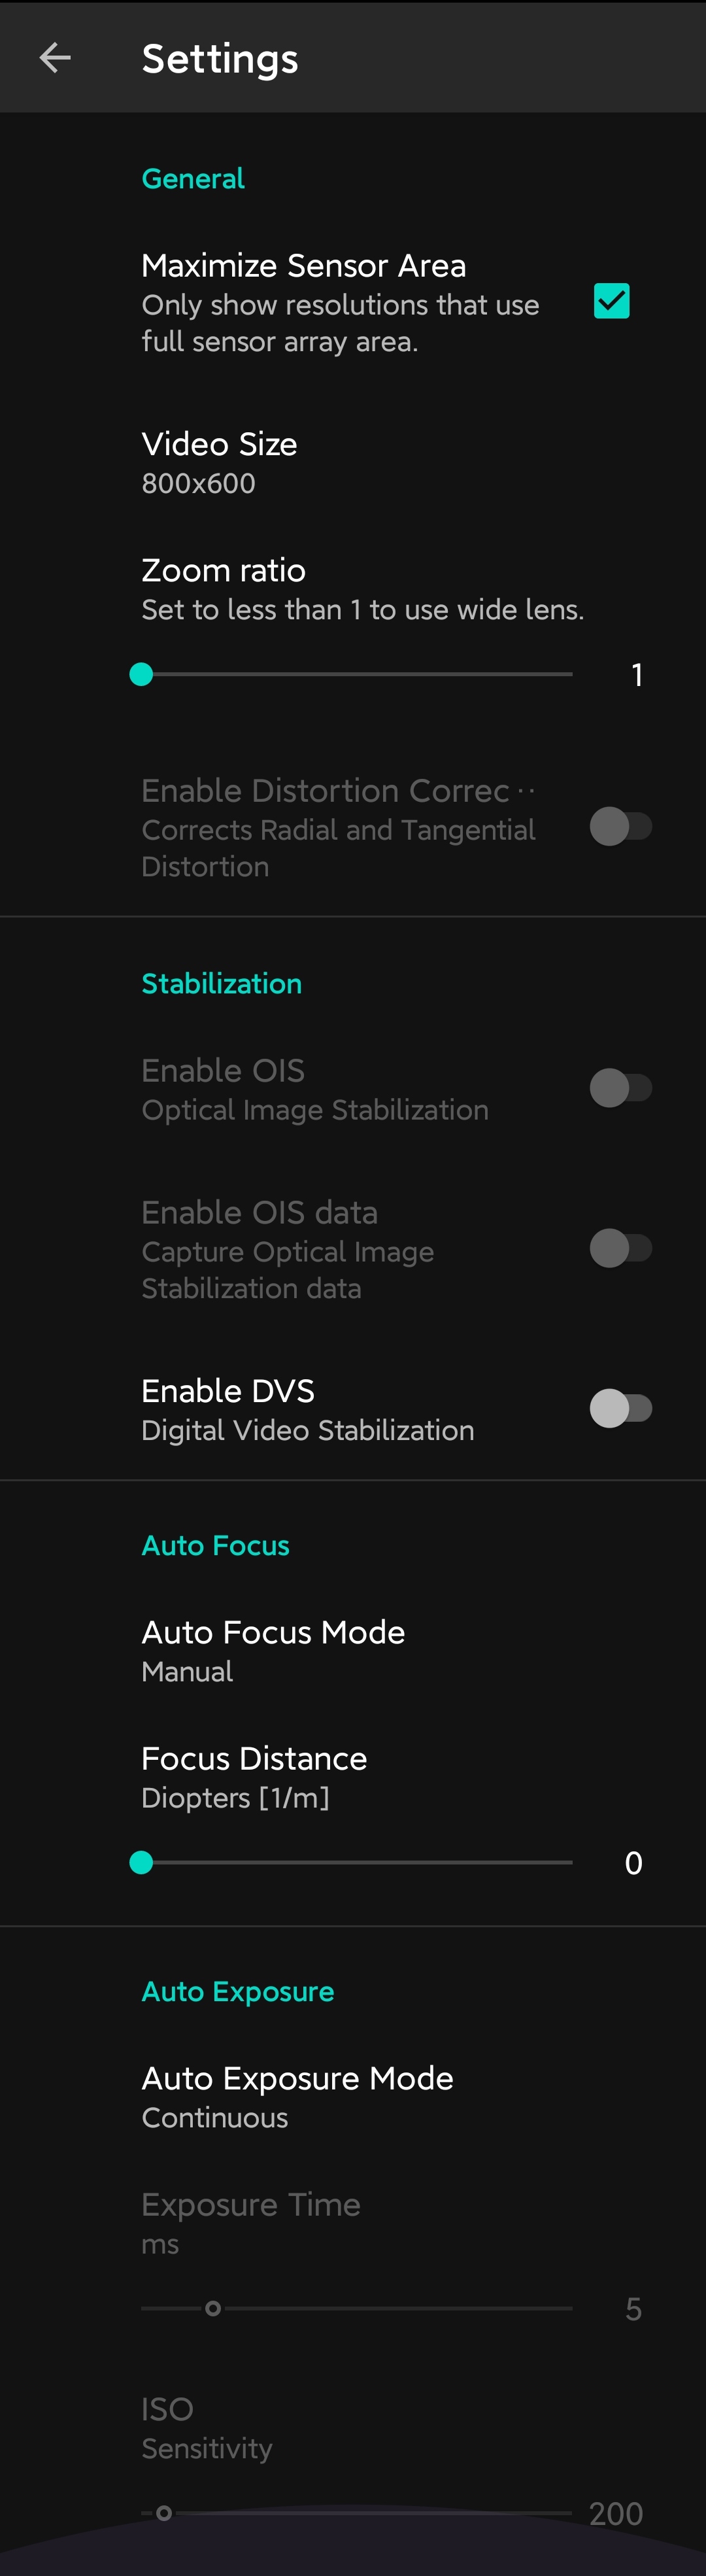 Settings
General
Maximize Sensor Area
Only show resolutions that use
full sensor array area.
Video Size
800x600
Zoom ratio
Set to less than 1 to use wide lens.
1
Enable Distortion Correc··
Corrects Radial and Tangential
Distortion
Stabilization
Enable OIS
Optical Image Stabilization
Enable OIS data
Capture Optical Image
Stabilization data
Enable DVS
Digital Video Stabilization
Auto Focus
Auto Focus Mode
Manual
Focus Distance
Diopters [1/m]
0
Auto Exposure
Auto Exposure Mode
Continuous
Exposure Time
ms
5
ISO
Sensitivity
200